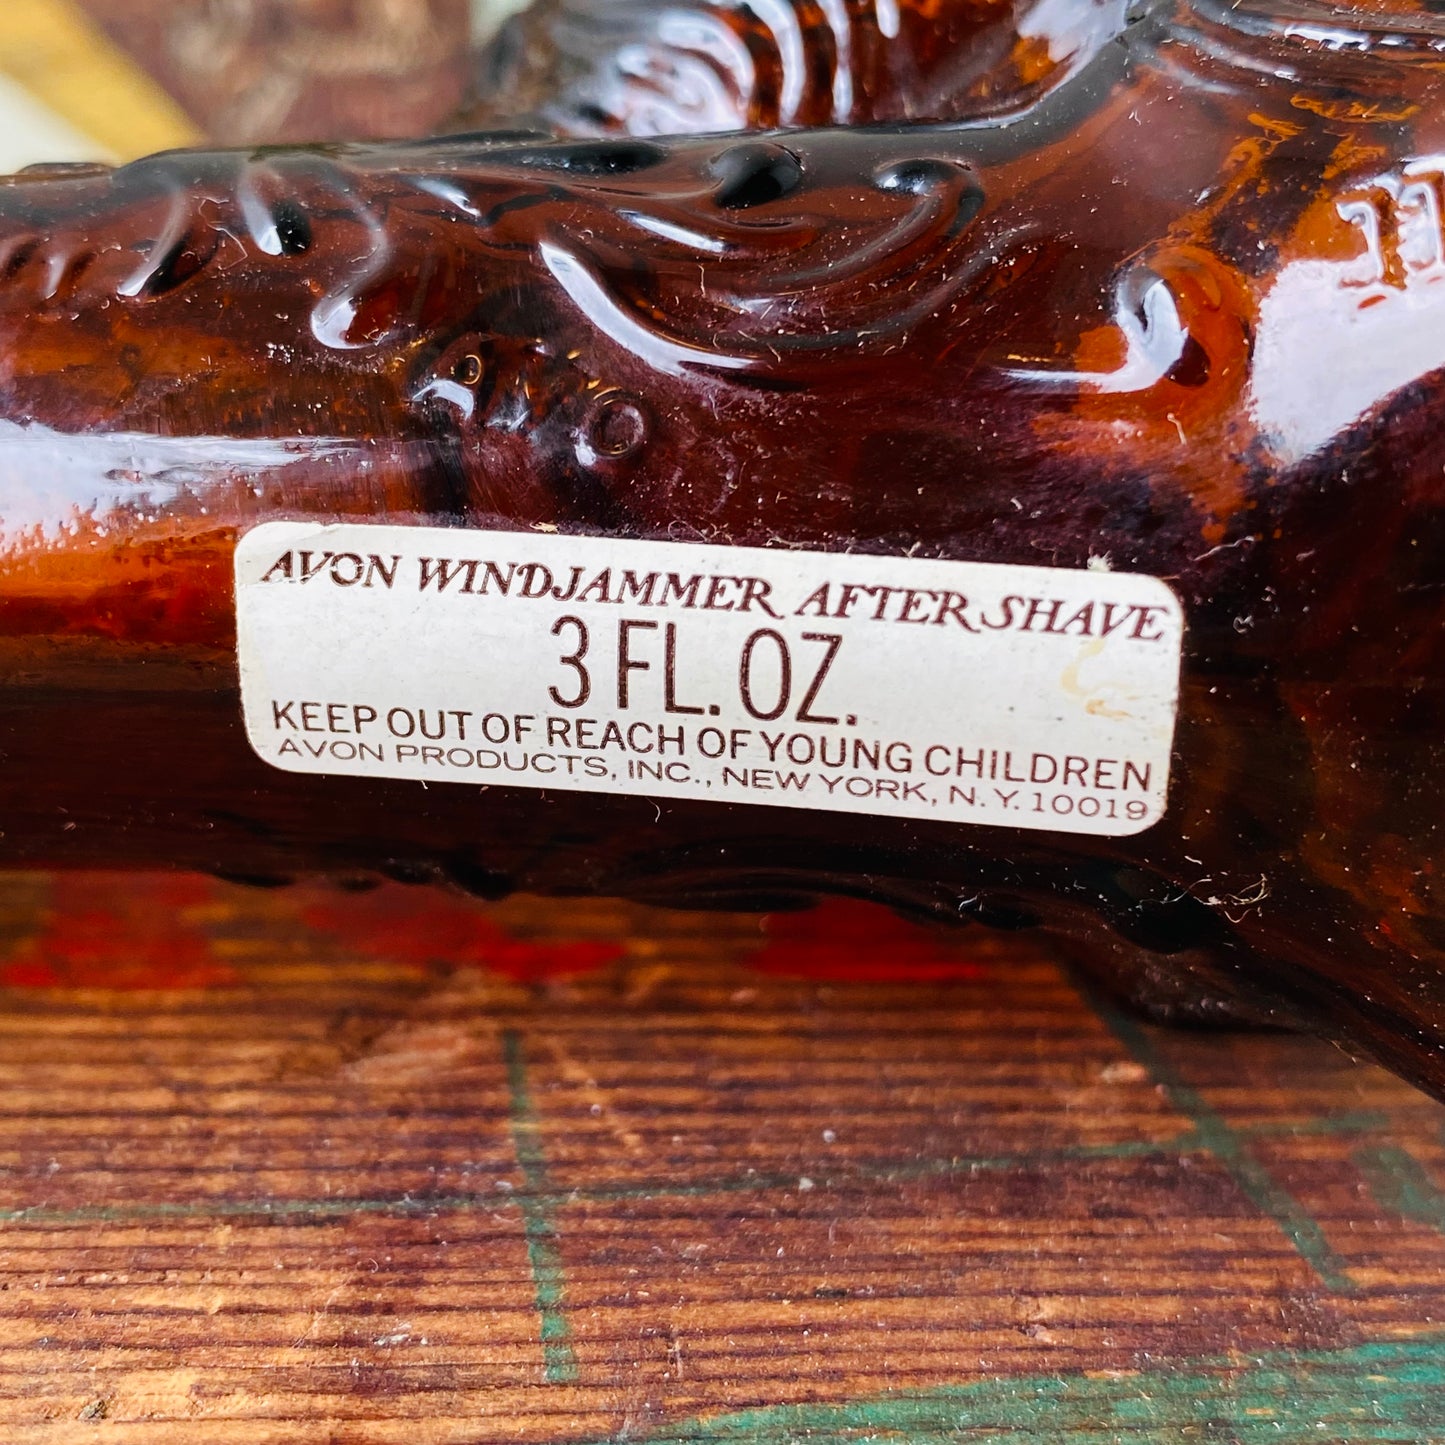 AVON WINDJAMMER AFTER SHAVE
3 FL. OZ.
KEEP OUT OF REACH OF YOUNG CHILDREN
AVON PRODUCTS, INC., NEW YORK, N.Y. 10019